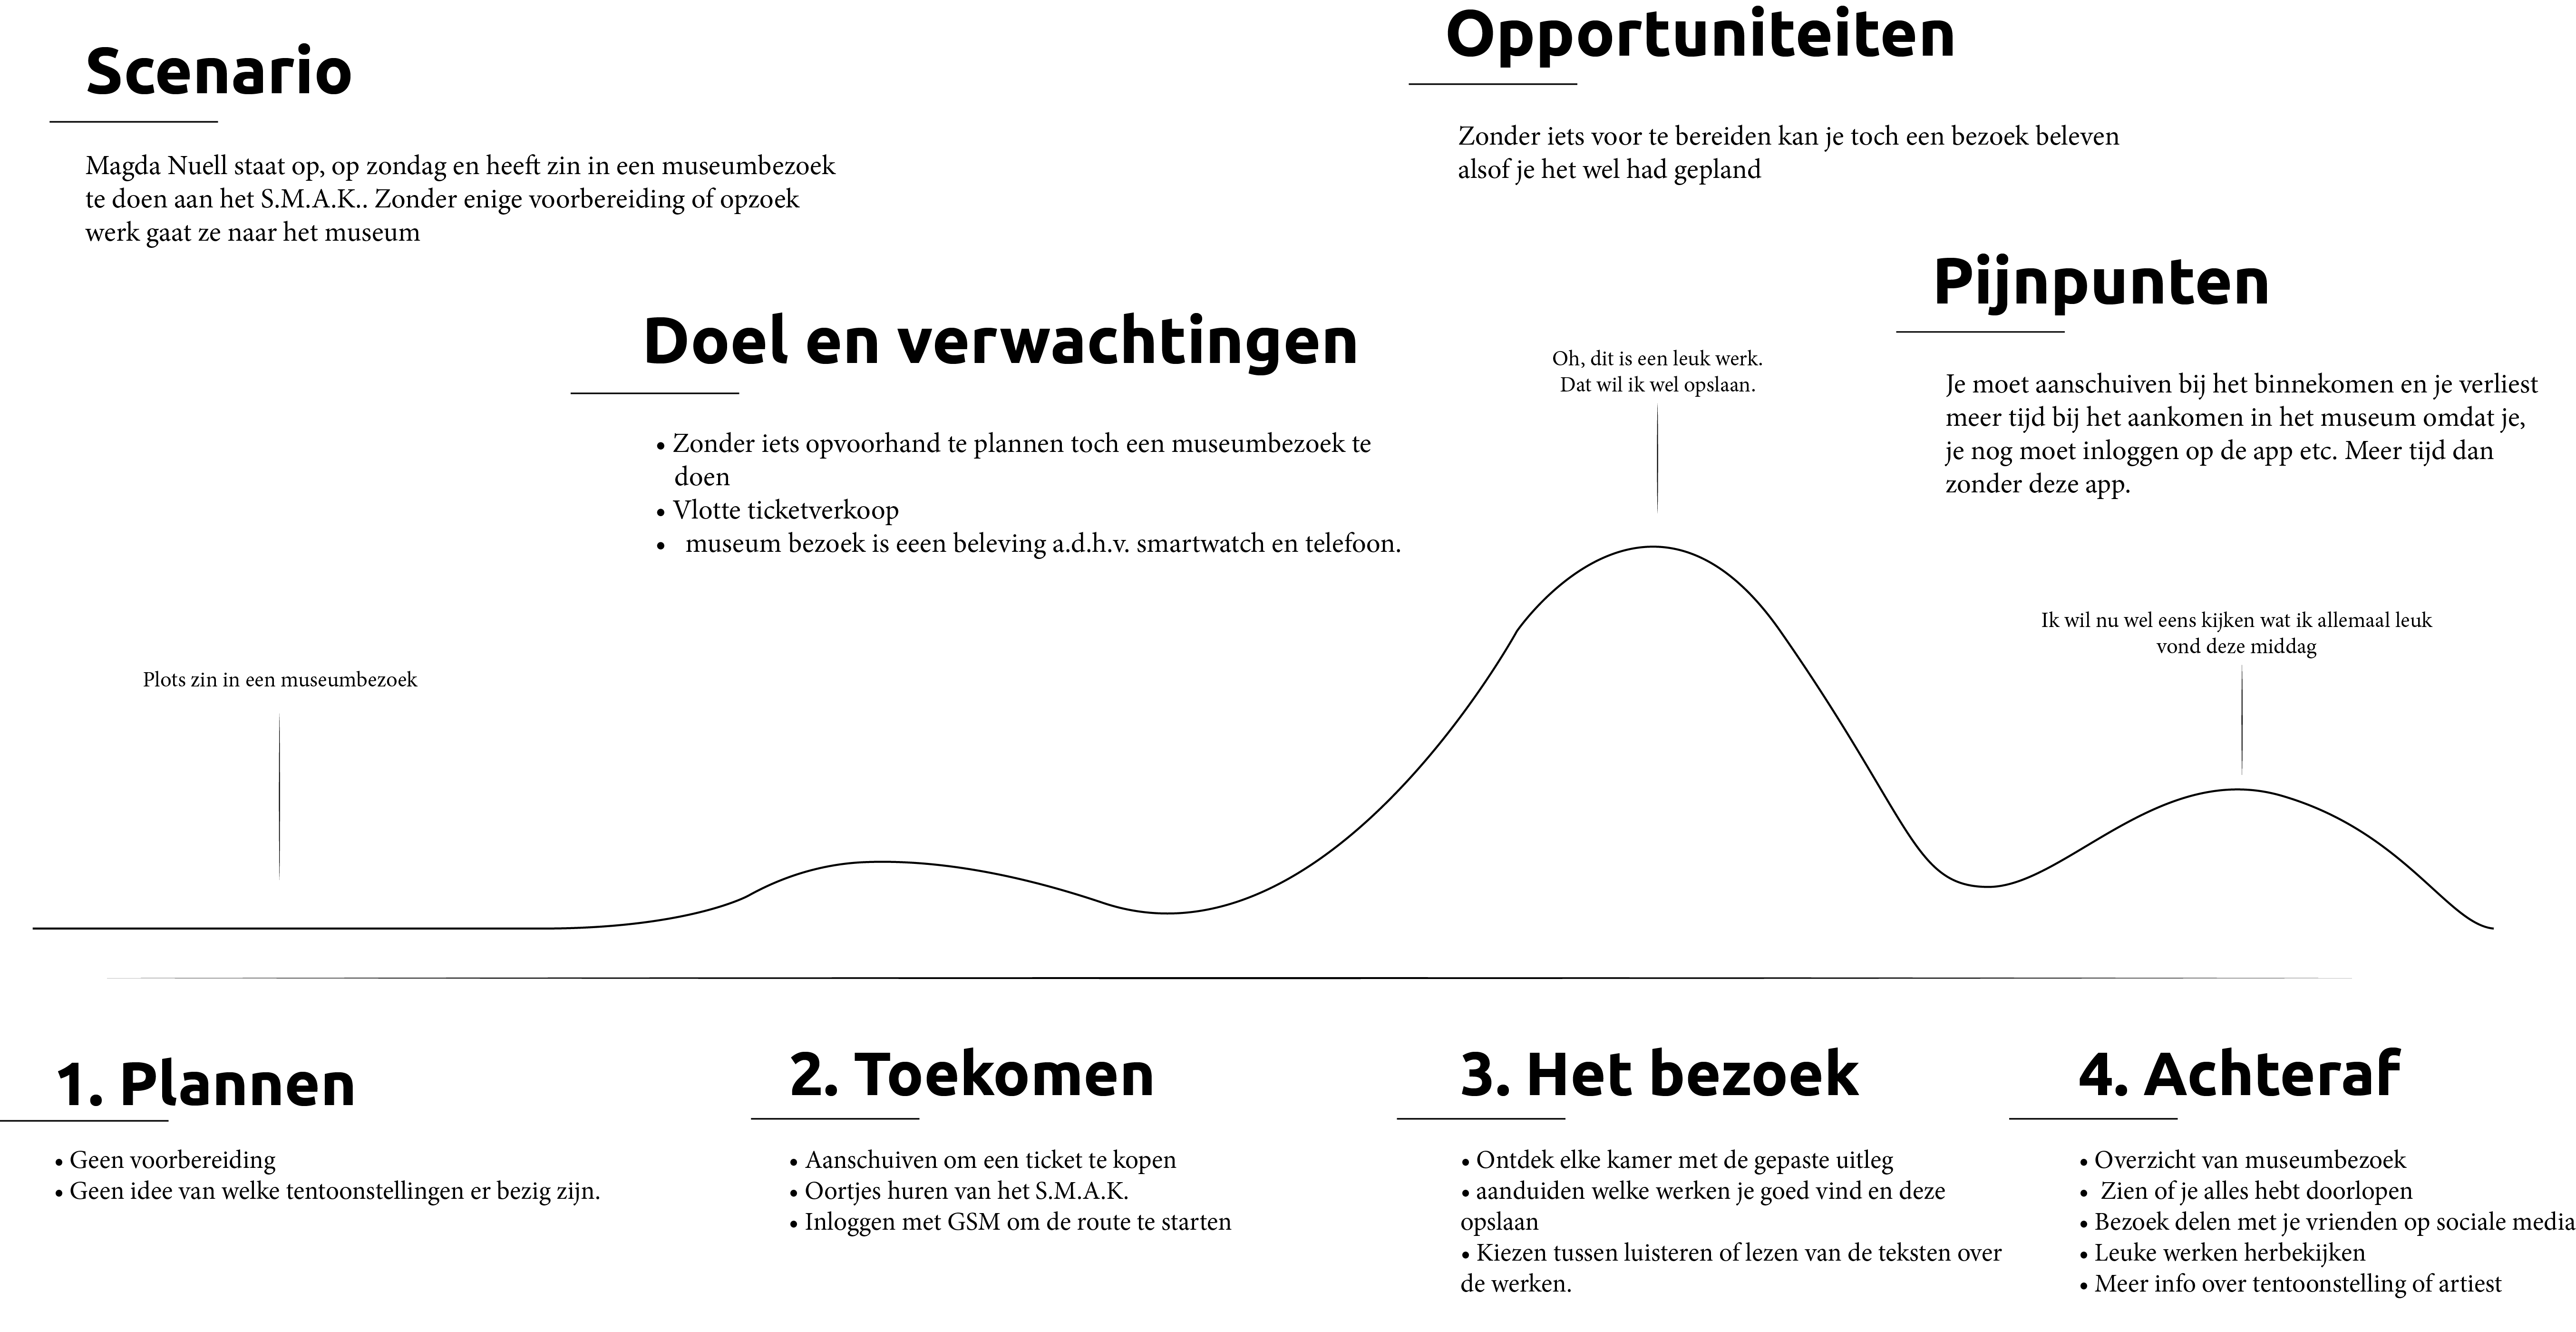 Scenario
Magda Nuell staat op, op zondag en heeft zin in een museumbezoek
te doen aan het S.M.A.K.. Zonder enige voorbereiding of opzoek
werk gaat ze naar het museum
Opportuniteiten
Zonder iets voor te bereiden kan je toch een bezoek beleven
alsof je het wel had gepland
Doel en verwachtingen
• Zonder iets opvoorhand te plannen toch een museumbezoek te
doen
• Vlotte ticketverkoop
• museum bezoek is eeen beleving a.d.h.v. smartwatch en telefoon.
Pijnpunten
Je moet aanschuiven bij het binnekomen en je verliest
meer tijd bij het aankomen in het museum omdat je,
je nog moet inloggen op de app etc. Meer tijd dan
zonder deze app.
Plots zin in een museumbezoek
Oh, dit is een leuk werk.
Dat wil ik wel opslaan.
Ik wil nu wel eens kijken wat ik allemaal leuk
vond deze middag
1. Plannen
• Geen voorbereiding
• Geen idee van welke tentoonstellingen er bezig zijn.
2. Toekomen
• Aanschuiven om een ticket te kopen
• Oortjes huren van het S.M.A.K.
• Inloggen met GSM om de route te starten
3. Het bezoek
• Ontdek elke kamer met de gepaste uitleg
• aanduiden welke werken je goed vind en deze
opslaan
• Kiezen tussen luisteren of lezen van de teksten over
de werken.
4. Achteraf
• Overzicht van museumbezoek
• Zien of je alles hebt doorlopen
• Bezoek delen met je vrienden op sociale media
• Leuke werken herbekijken
• Meer info over tentoonstelling of artiest